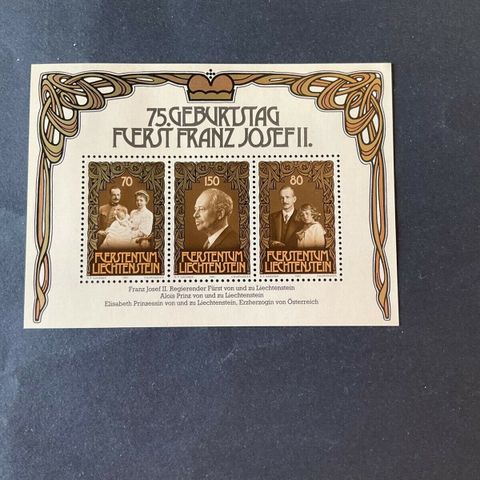 75. GEBURTSTAG
FÜRST FRANZ JOSEF II.
70
150
80
FÜRSTENTUM
LIECHTENSTEIN
FÜRSTENTUM
LIECHTENSTEIN
FÜRSTENTUM
LIECHTENSTEIN
Franz Josef II. Regierender Fürst von und zu Liechtenstein
Alois Prinz von und zu Liechtenstein
Elisabeth Prinzessin von und zu Liechtenstein, Erzherzogin von Österreich